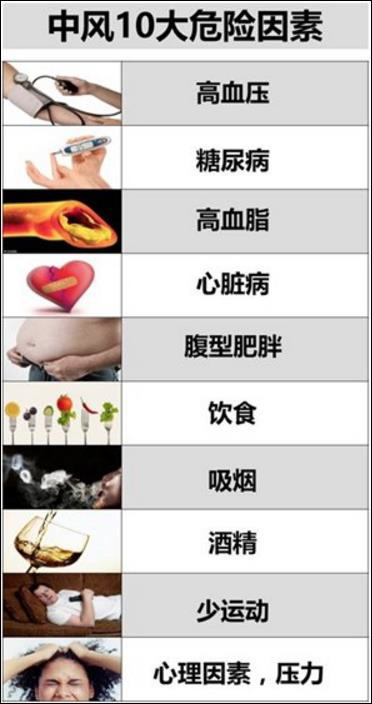 中风10大危险因素
高血压
糖尿病
高血脂
心脏病
腹型肥胖
饮食
吸烟
酒精
少运动
心理因素，压力